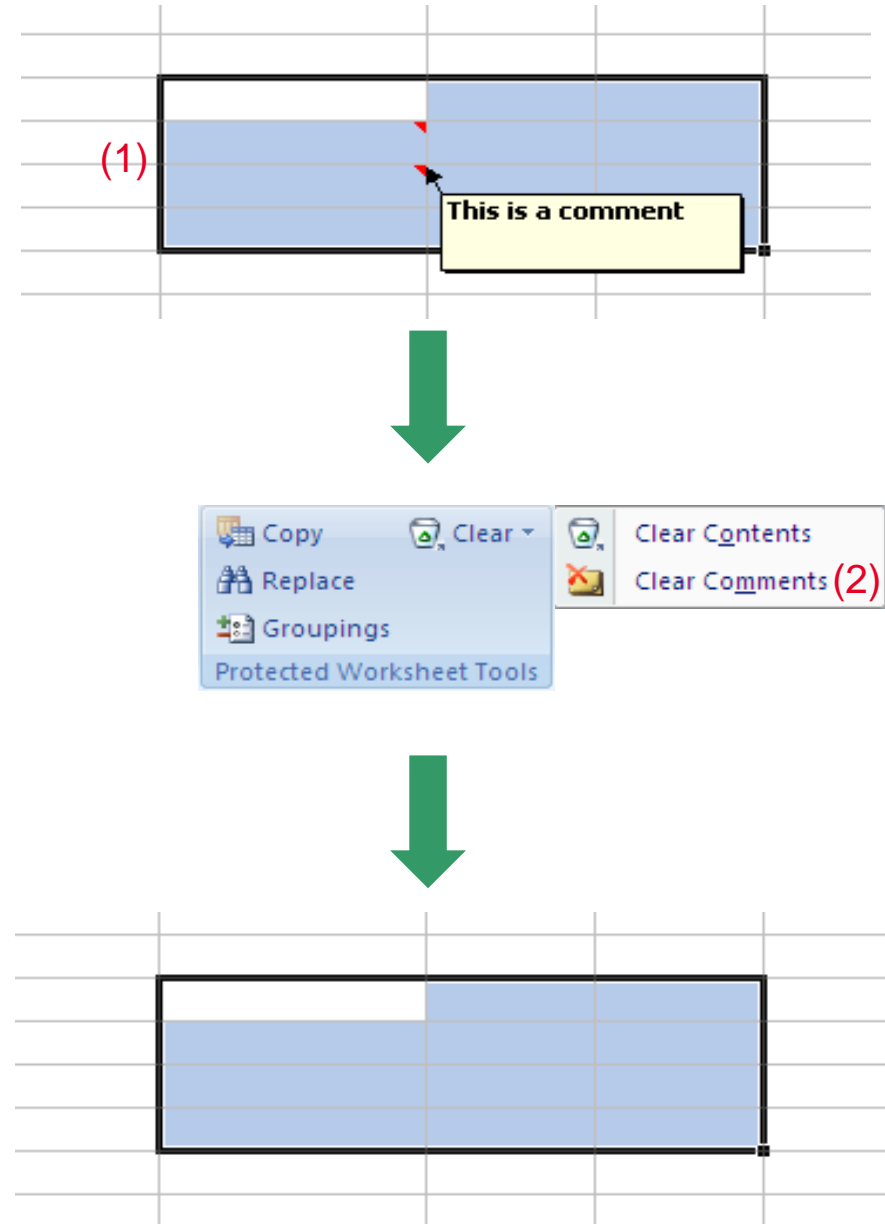 (1)
This is a comment
Copy Clear
Replace
Groupings
Protected Worksheet Tools
Clear Contents
Clear Comments (2)